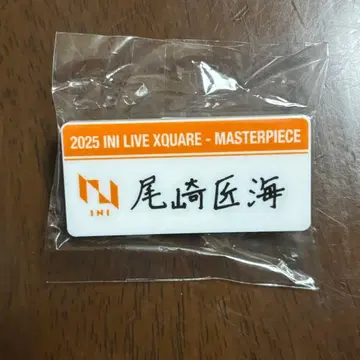 2025 INI LIVE XQUARE - MASTERPIECE
INI
尾崎匠海